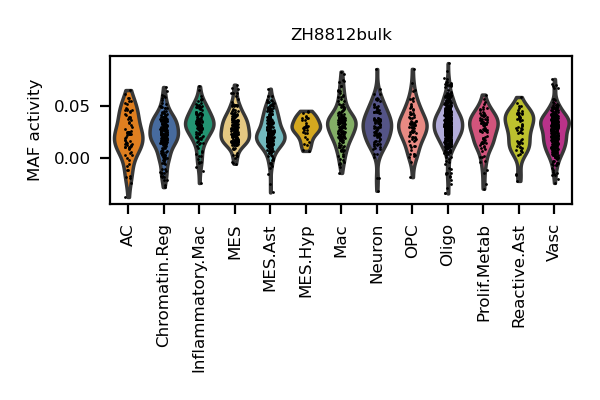 ZH8812bulk
MAF activity
0.05
0.00
AC
Chromatin.Reg
Inflammatory.Mac
MES
MES.Ast
MES.Hyp
Mac
Neuron
OPC
Oligo
Prolif.Metab
Reactive.Ast
Vasc